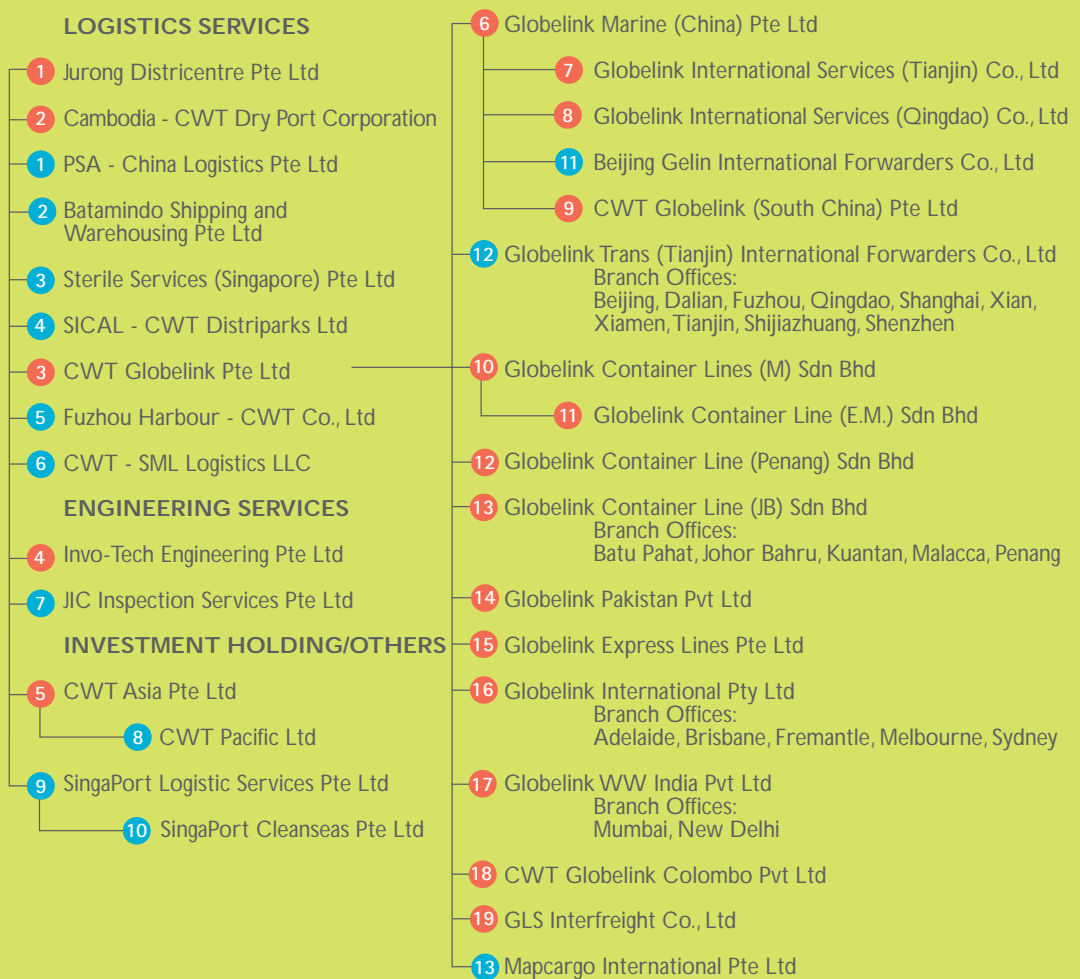 LOGISTICS SERVICES
1 Jurong Districentre Pte Ltd
2 Cambodia - CWT Dry Port Corporation
1 PSA - China Logistics Pte Ltd
2 Batamindo Shipping and
Warehousing Pte Ltd
3 Sterile Services (Singapore) Pte Ltd
4 SICAL - CWT Distriparks Ltd
3 CWT Globelink Pte Ltd
5 Fuzhou Harbour - CWT Co., Ltd
6 CWT - SML Logistics LLC
ENGINEERING SERVICES
4 Invo-Tech Engineering Pte Ltd
7 JIC Inspection Services Pte Ltd
INVESTMENT HOLDING/OTHERS
5 CWT Asia Pte Ltd
8 CWT Pacific Ltd
9 SingaPort Logistic Services Pte Ltd
10 SingaPort Cleanseas Pte Ltd
6 Globelink Marine (China) Pte Ltd
7 Globelink International Services (Tianjin) Co., Ltd
8 Globelink International Services (Qingdao) Co., Ltd
11 Beijing Gelin International Forwarders Co., Ltd
9 CWT Globelink (South China) Pte Ltd
12 Globelink Trans (Tianjin) International Forwarders Co., Ltd
Branch Offices:
Beijing, Dalian, Fuzhou, Qingdao, Shanghai, Xian,
Xiamen, Tianjin, Shijiazhuang, Shenzhen
10 Globelink Container Lines (M) Sdn Bhd
11 Globelink Container Line (E.M.) Sdn Bhd
12 Globelink Container Line (Penang) Sdn Bhd
13 Globelink Container Line (JB) Sdn Bhd
Branch Offices:
Batu Pahat, Johor Bahru, Kuantan, Malacca, Penang
14 Globelink Pakistan Pvt Ltd
15 Globelink Express Lines Pte Ltd
16 Globelink International Pty Ltd
Branch Offices:
Adelaide, Brisbane, Fremantle, Melbourne, Sydney
17 Globelink WW India Pvt Ltd
Branch Offices:
Mumbai, New Delhi
18 CWT Globelink Colombo Pvt Ltd
19 GLS Interfreight Co., Ltd
13 Mapcargo International Pte Ltd